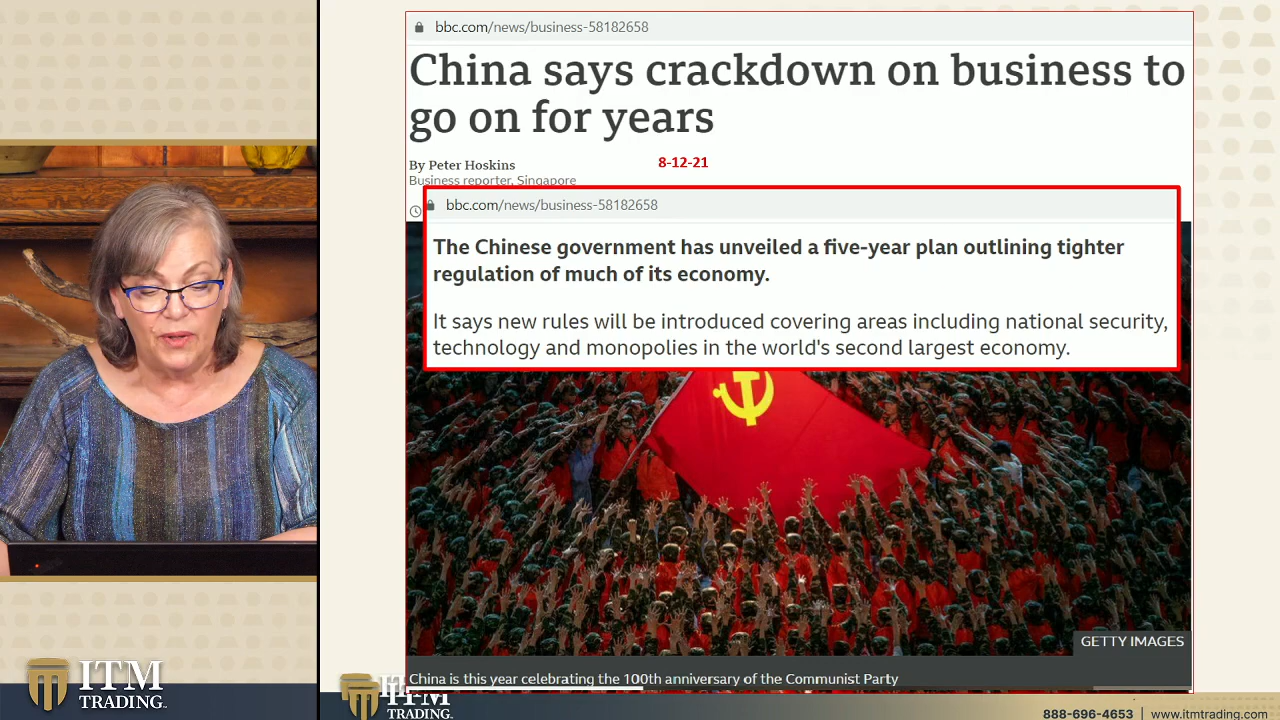 bbc.com/news/business-58182658
China says crackdown on business to
go on for years
By Peter Hoskins
8-12-21
Business reporter, Singapore
bbc.com/news/business-58182658
The Chinese government has unveiled a five-year plan outlining tighter
regulation of much of its economy.
It says new rules will be introduced covering areas including national security,
technology and monopolies in the world's second largest economy.
GETTY IMAGES
China is this year celebrating the 100th anniversary of the Communist Party
ITM
TRADING
ITM
TRADING
888-696-4653 | www.itmtrading.com